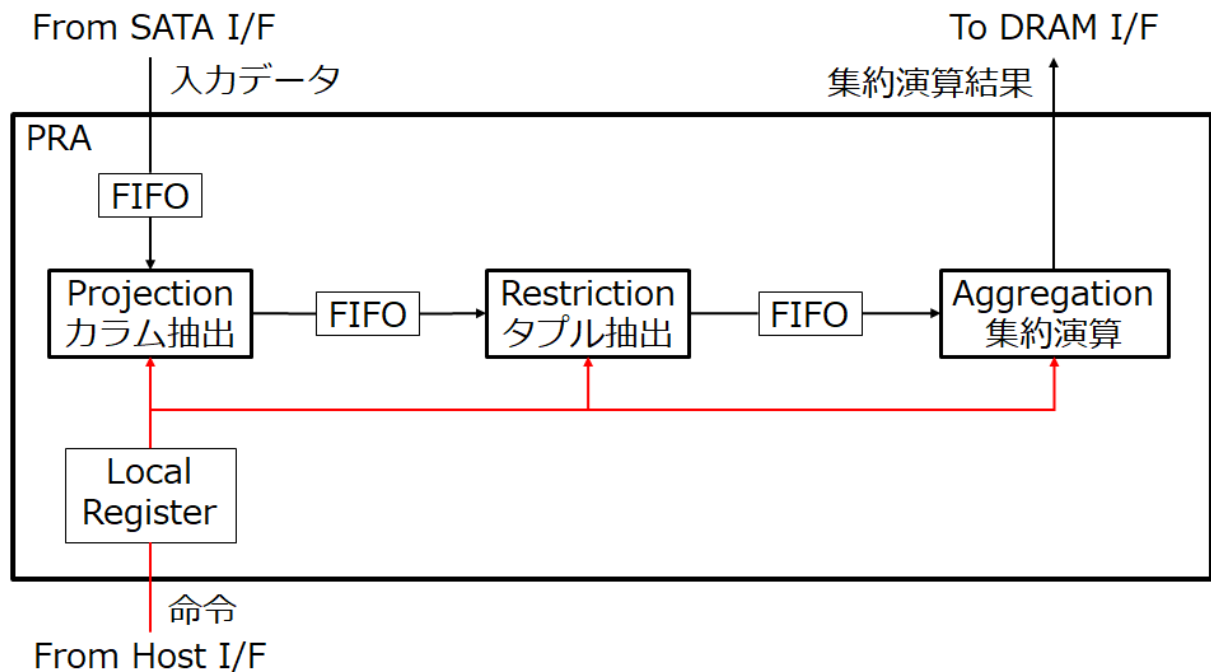 From SATA I/F
To DRAM I/F
入力データ
集約演算結果
PRA
FIFO
Projection
カラム抽出
FIFO
Restriction
タプル抽出
FIFO
Aggregation
集約演算
Local
Register
命令
From Host I/F